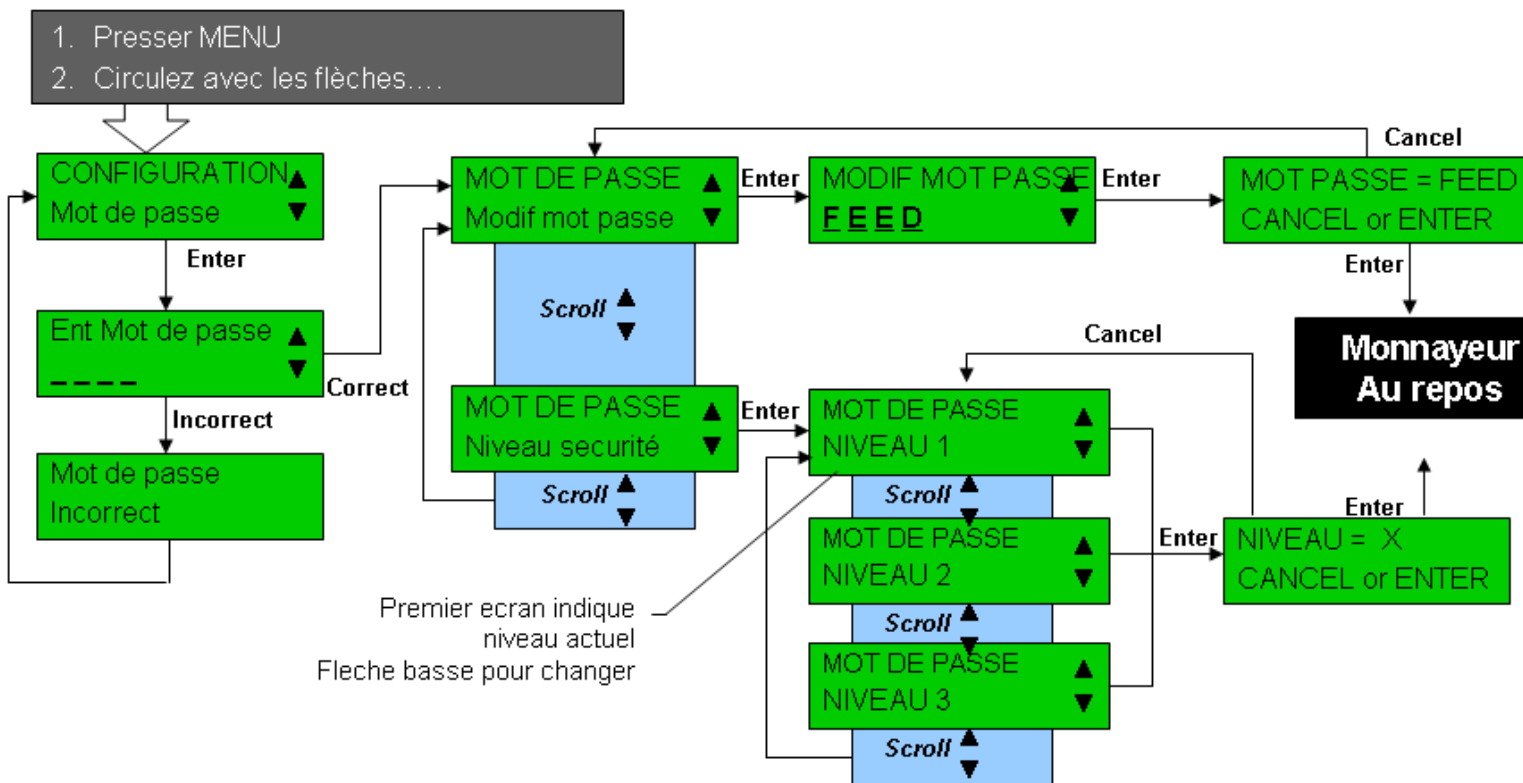 1. Presser MENU
2. Circulez avec les flèches....
CONFIGURATION
Mot de passe
Enter
Ent Mot de passe
_ _ _ _
Correct
Incorrect
Mot de passe
Incorrect
MOT DE PASSE
Modif mot passe
Enter
MODIF MOT PASSE
F E E D
Enter
Cancel
MOT PASSE = FEED
CANCEL or ENTER
Enter
Monnayeur
Au repos
Scroll
MOT DE PASSE
Niveau securité
Enter
Scroll
Cancel
MOT DE PASSE
NIVEAU 1
Scroll
MOT DE PASSE
NIVEAU 2
Scroll
MOT DE PASSE
NIVEAU 3
Scroll
Enter
NIVEAU = X
CANCEL or ENTER
Enter
Premier ecran indique
niveau actuel
Fleche basse pour changer